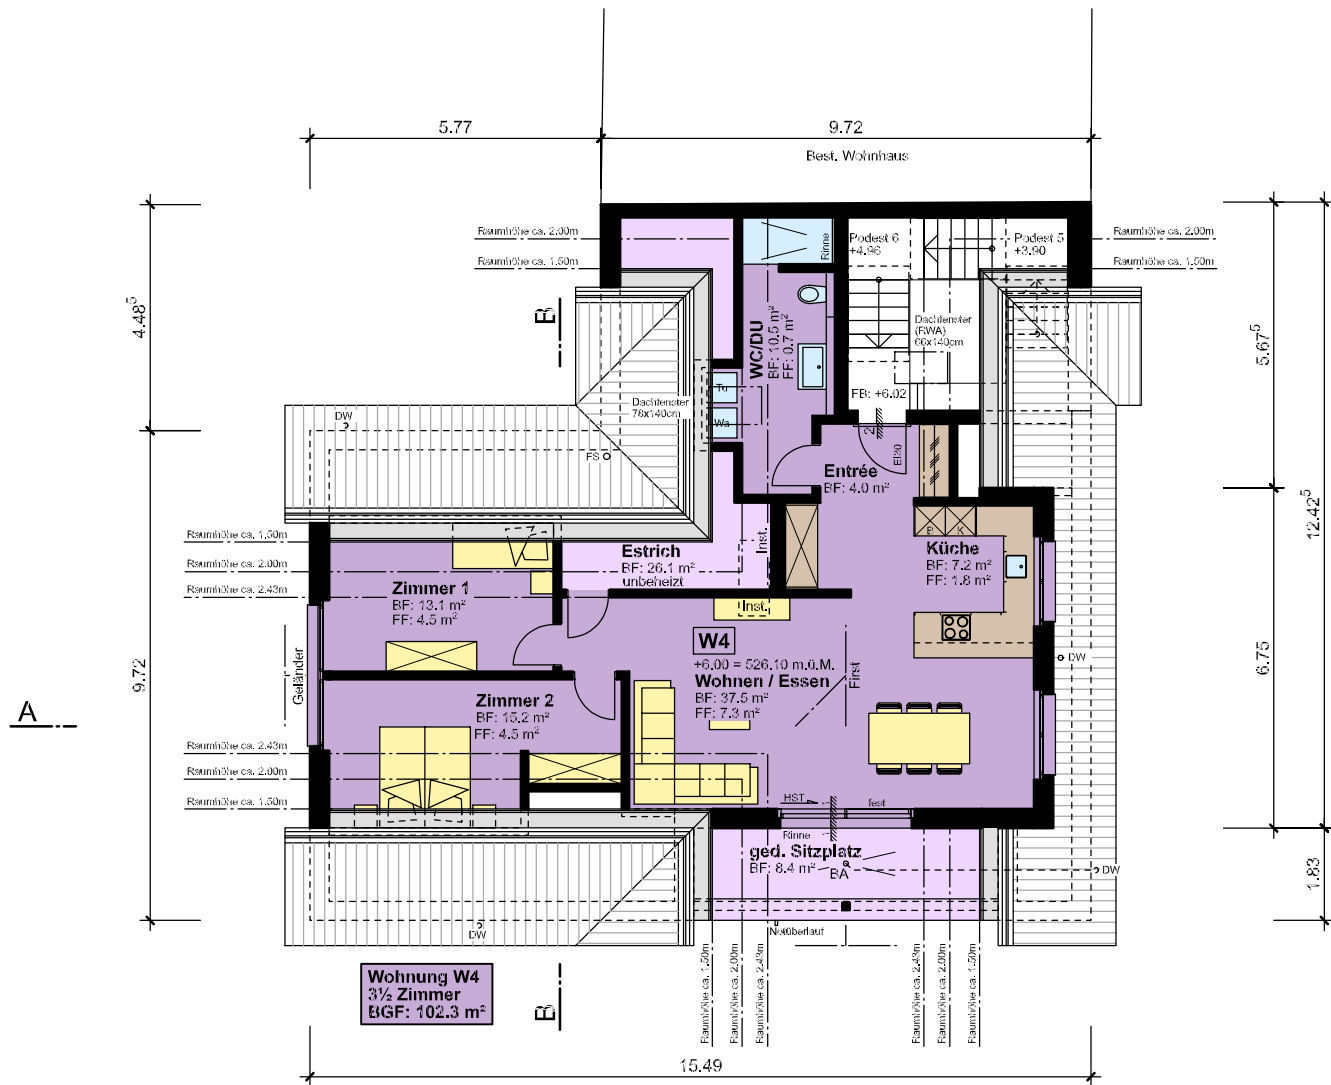 5.77
9.72
Best. Wohnhaus
Raumhöhe ca. 2.00m
Raumhöhe ca. 1.50m
Rinne
Podest 6
+4.96
Podest 5
+3.90
Raumhöhe ca. 2.00m
Raumhöhe ca. 1.50m
4.48⁵
B
WC/DU
BF: 10.5 m²
FF: 0.7 m²
Dachfenster
(RWA)
66x140cm
5.67⁵
12.42⁵
Dachfenster
78x140cm
Tu
Wa
FB: +6.02
DW
FS
EI30
Entrée
BF: 4.0 m²
Raumhöhe ca. 1.50m
Raumhöhe ca. 2.00m
Raumhöhe ca. 2.43m
Estrich
BF: 26.1 m²
unbeheizt
Inst.
K
Küche
BF: 7.2 m²
FF: 1.8 m²
Zimmer 1
BF: 13.1 m²
FF: 4.5 m²
Inst.
W4
+6.00 = 526.10 m.ü.M.
Wohnen / Essen
BF: 37.5 m²
FF: 7.3 m²
First
DW
Geländer
9.72
6.75
A
Zimmer 2
BF: 15.2 m²
FF: 4.5 m²
Raumhöhe ca. 2.43m
Raumhöhe ca. 2.00m
Raumhöhe ca. 1.50m
HST
fest
Rinne
ged. Sitzplatz
BF: 8.4 m²
BA
DW
1.83
DW
Notüberlauf
Raumhöhe ca. 1.50m
Raumhöhe ca. 2.00m
Raumhöhe ca. 2.43m
Raumhöhe ca. 2.43m
Raumhöhe ca. 2.00m
Raumhöhe ca. 1.50m
Wohnung W4
3½ Zimmer
BGF: 102.3 m²
B
15.49